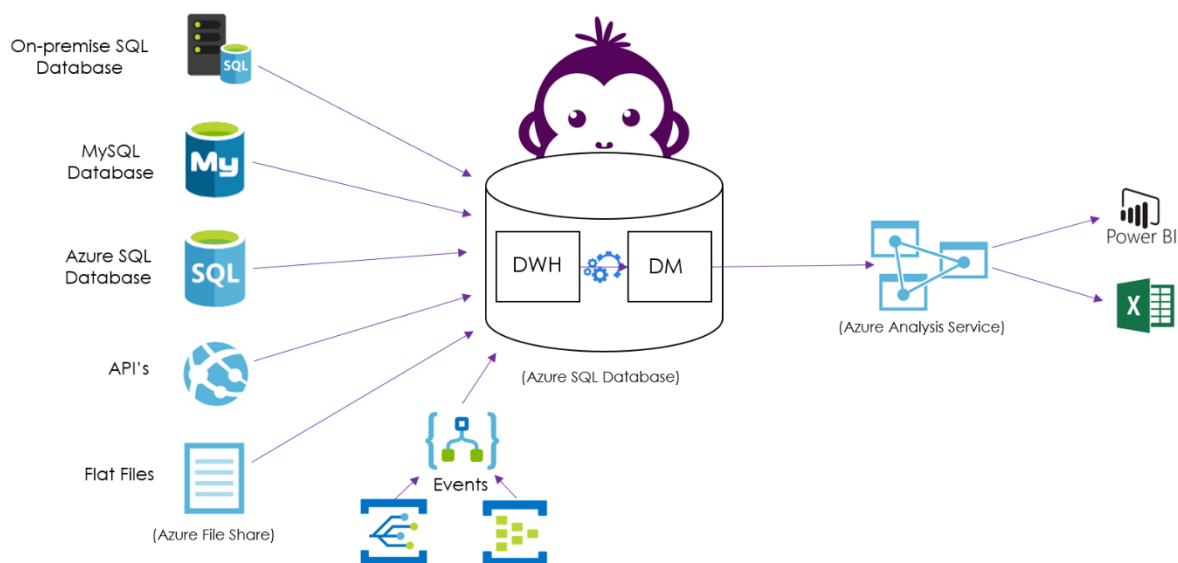 On-premise SQL
Database
SQL
MySQL
Database
My
Azure SQL
Database
SQL
API's
Flat Files
(Azure File Share)
DWH
DM
(Azure SQL Database)
Events
(Azure Analysis Service)
Power BI
X